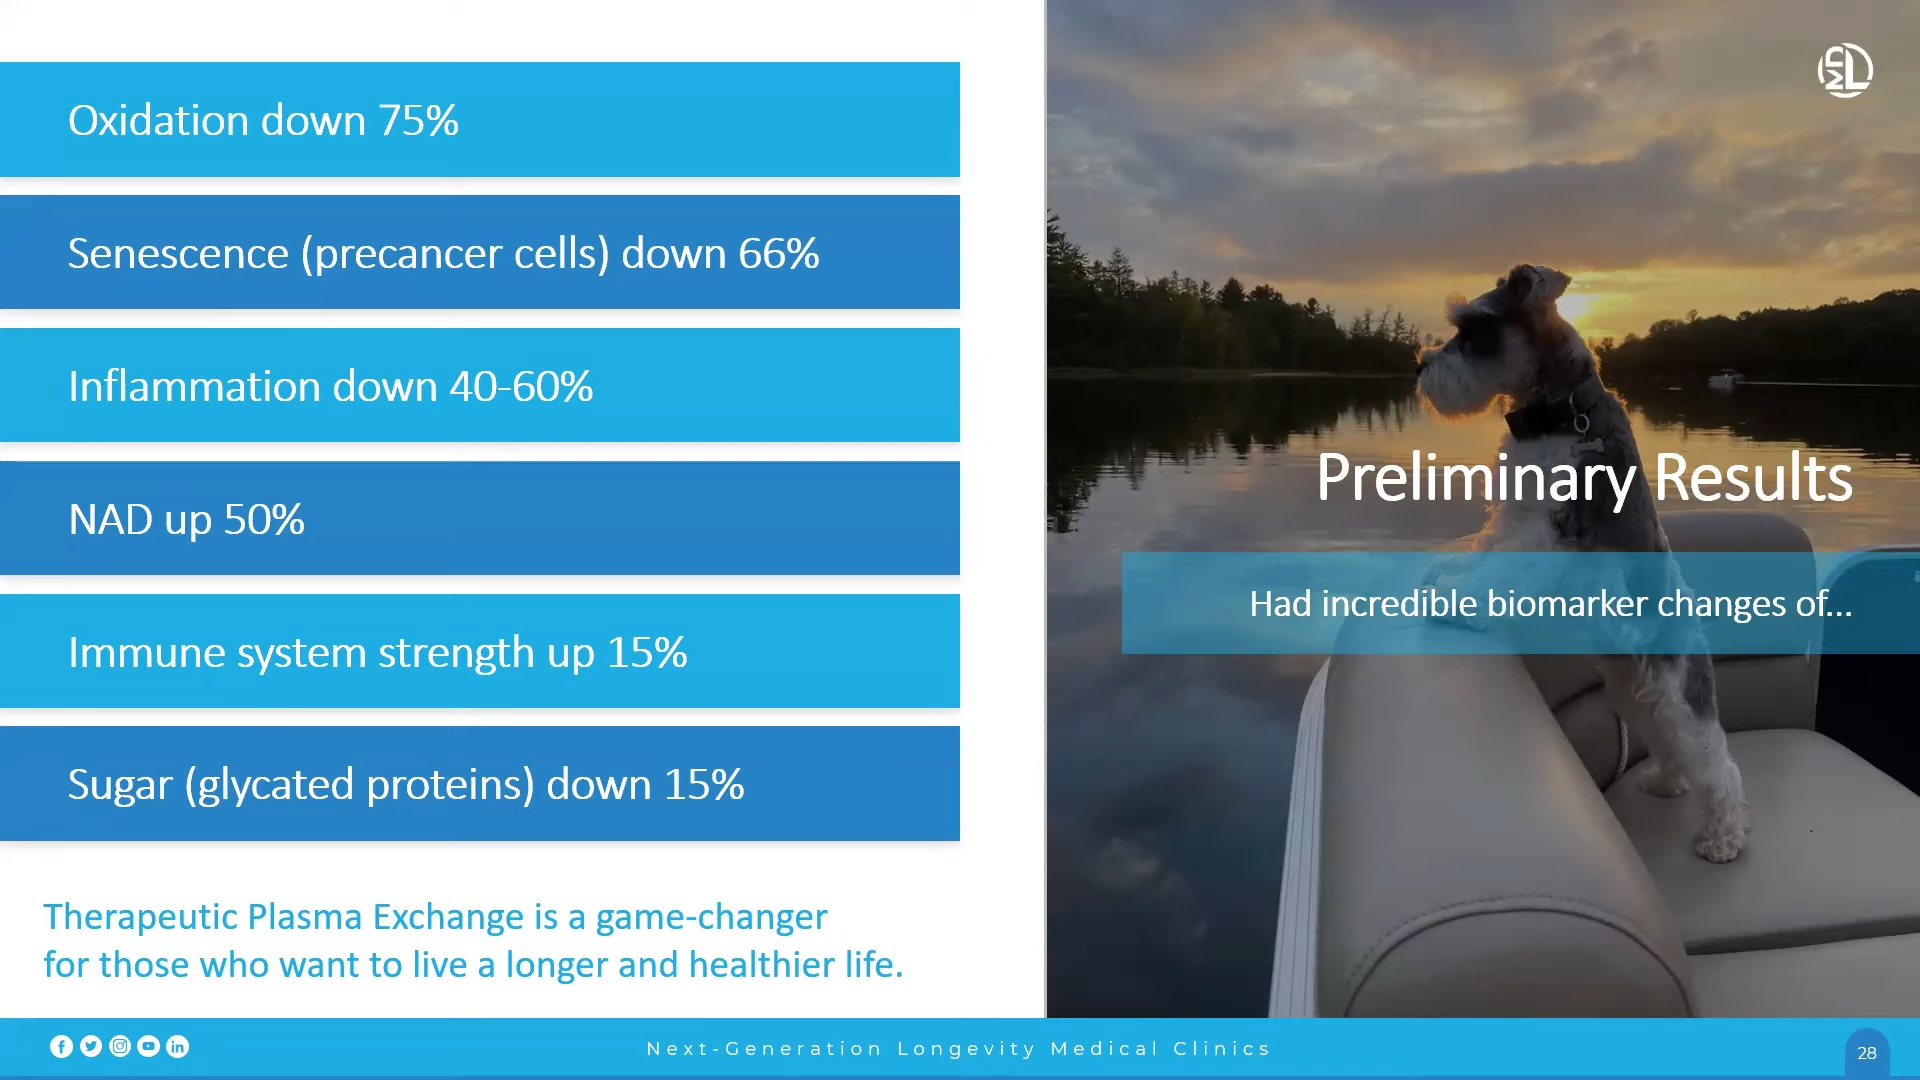 Oxidation down 75%
Senescence (precancer cells) down 66%
Inflammation down 40-60%
NAD up 50%
Immune system strength up 15%
Sugar (glycated proteins) down 15%
Therapeutic Plasma Exchange is a game-changer
for those who want to live a longer and healthier life.
Preliminary Results
Had incredible biomarker changes of...
Next-Generation Longevity Medical Clinics
28